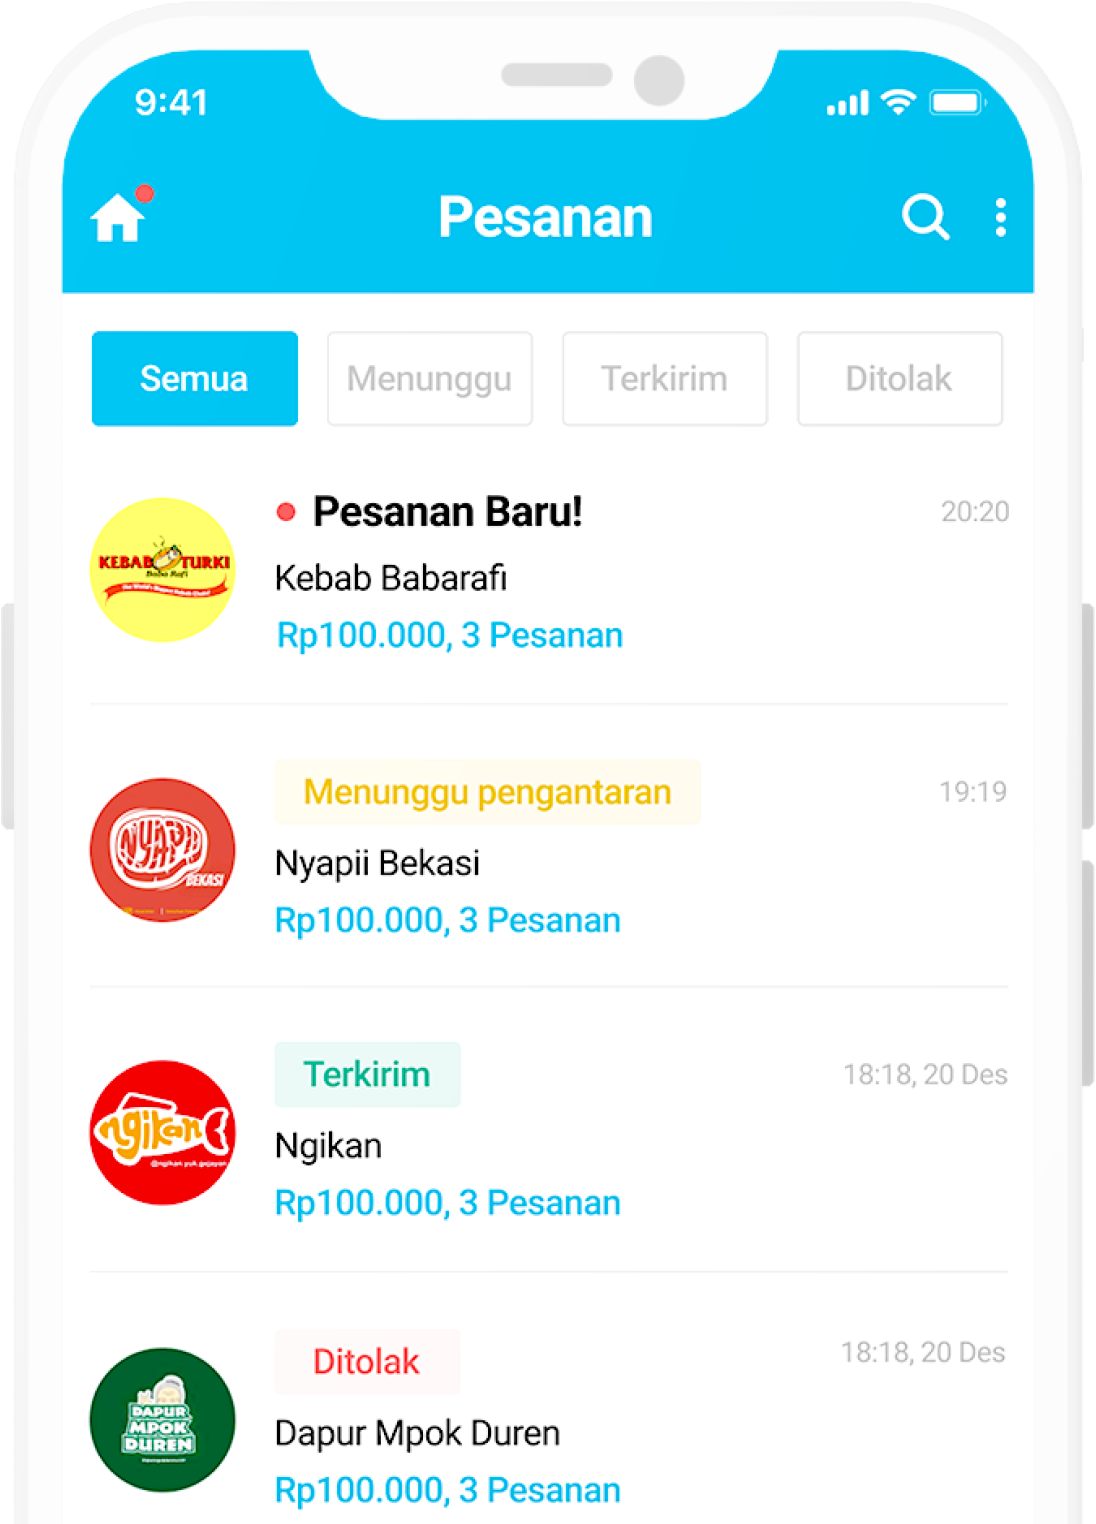 9:41
Pesanan
Semua
Menunggu
Terkirim
Ditolak
Pesanan Baru!
20:20
KEBAB TURKI
Baba Rafi
Kebab Babarafi
Rp100.000, 3 Pesanan
Menunggu pengantaran
19:19
NYAPII
BEKASI
Nyapii Bekasi
Rp100.000, 3 Pesanan
Terkirim
18:18, 20 Des
ngikan
@ngikan.yuk.gejayan
Ngikan
Rp100.000, 3 Pesanan
Ditolak
18:18, 20 Des
DAPUR
MPOK
DUREN
Dapur Mpok Duren
Rp100.000, 3 Pesanan